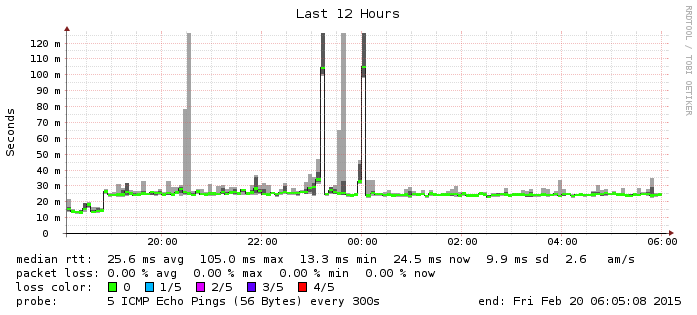 Last 12 Hours
RRDTOOL / TOBI OETIKER
Seconds
120 m
110 m
100 m
90 m
80 m
70 m
60 m
50 m
40 m
30 m
20 m
10 m
0
20:00 22:00 00:00 02:00 04:00 06:00
median rtt: 25.6 ms avg 105.0 ms max 13.3 ms min 24.5 ms now 9.9 ms sd 2.6 am/s
packet loss: 0.00 % avg 0.00 % max 0.00 % min 0.00 % now
loss color: 0 1/5 2/5 3/5 4/5
probe: 5 ICMP Echo Pings (56 Bytes) every 300s end: Fri Feb 20 06:05:08 2015